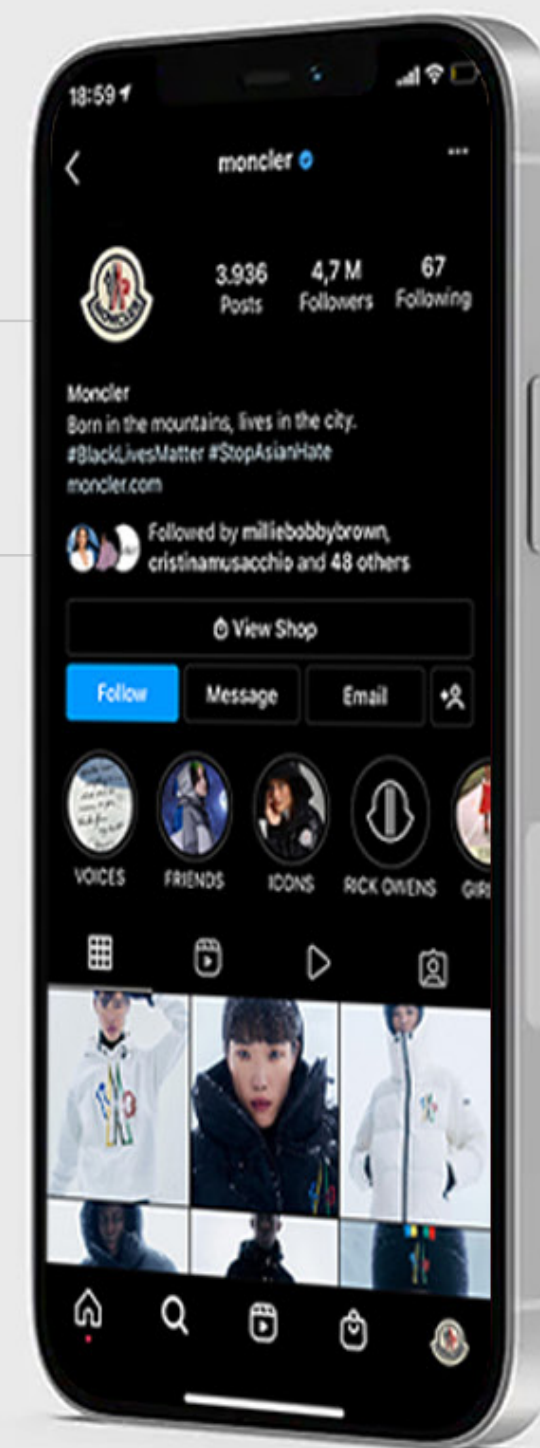 18:59
moncler
3.936
Posts
4,7 M
Followers
67
Following
MONCLER
Moncler
Born in the mountains, lives in the city.
#BlackLivesMatter #StopAsianHate
moncler.com
Followed by milliebobbybrown,
cristinamusacchio and 48 others
View Shop
Follow
Message
Email
VOICES
FRIENDS
ICONS
RICK OWENS
GIR